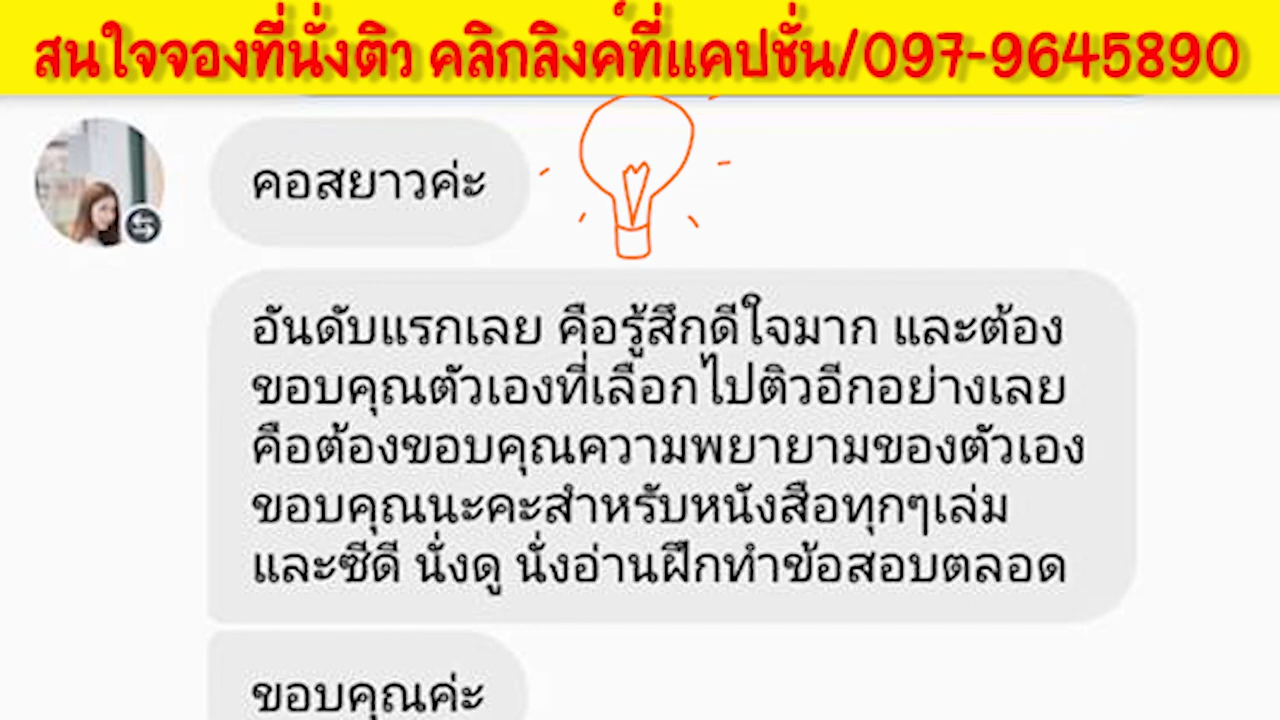 สนใจจองที่นั่งติว คลิกลิงค์ที่แคปชั่น/097-9645890
คอสยาวค่ะ
อันดับแรกเลย คือรู้สึกดีใจมาก และต้อง
ขอบคุณตัวเองที่เลือกไปติวอีกอย่างเลย
คือต้องขอบคุณความพยายามของตัวเอง
ขอบคุณนะคะสำหรับหนังสือทุกๆเล่ม
และซีดี นั่งดู นั่งอ่านฝึกทำข้อสอบตลอด
ขอบคุณค่ะ